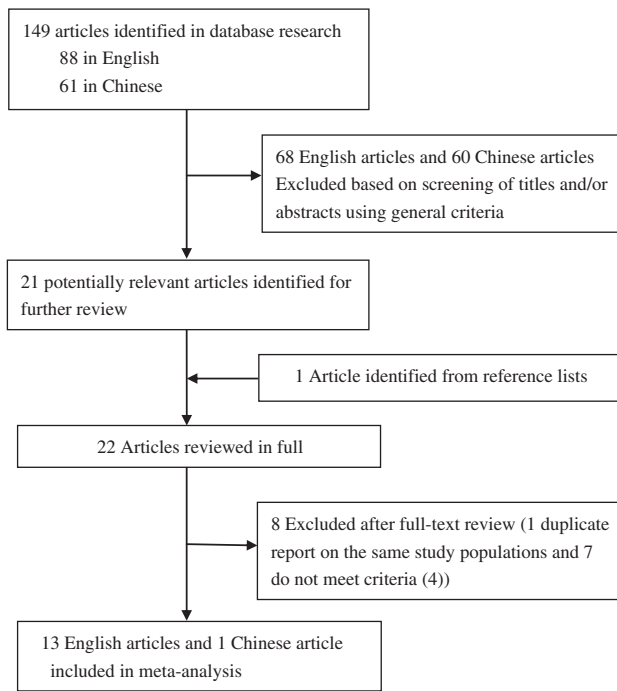 149 articles identified in database research
88 in English
61 in Chinese
68 English articles and 60 Chinese articles
Excluded based on screening of titles and/or
abstracts using general criteria
21 potentially relevant articles identified for
further review
1 Article identified from reference lists
22 Articles reviewed in full
8 Excluded after full-text review (1 duplicate
report on the same study populations and 7
do not meet criteria (4))
13 English articles and 1 Chinese article
included in meta-analysis